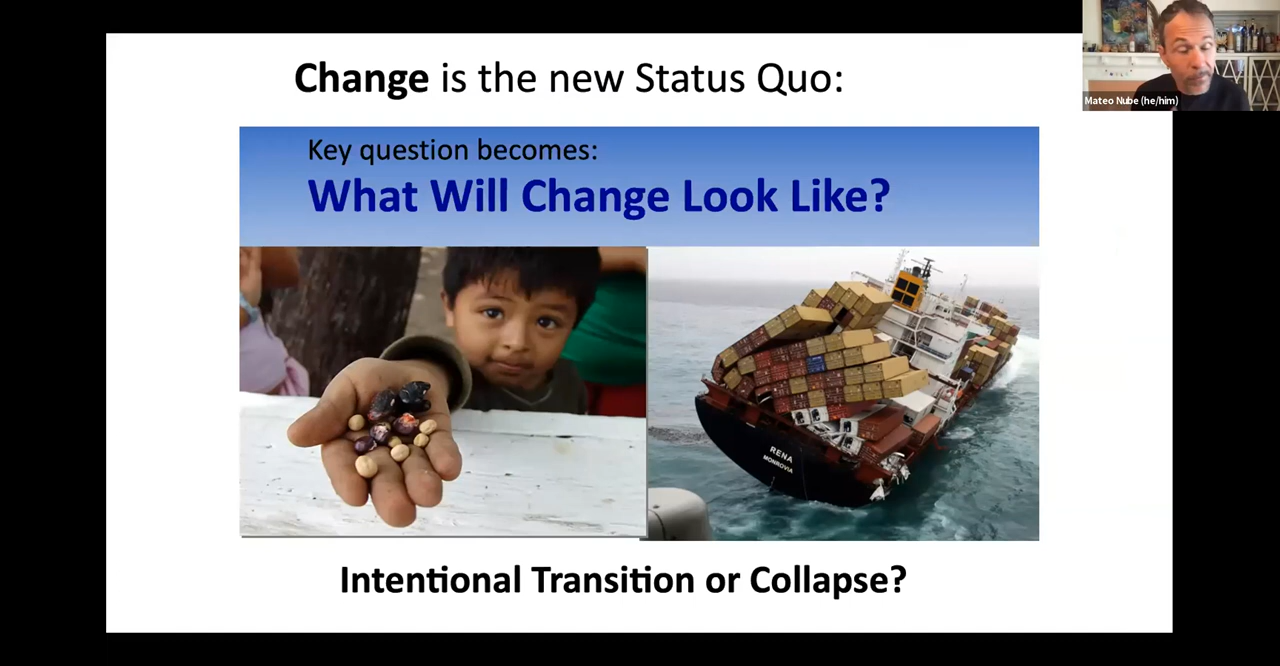 Change is the new Status Quo:
Key question becomes:
What Will Change Look Like?
RENA
MONROVIA
Intentional Transition or Collapse?
Mateo Nube (he/him)